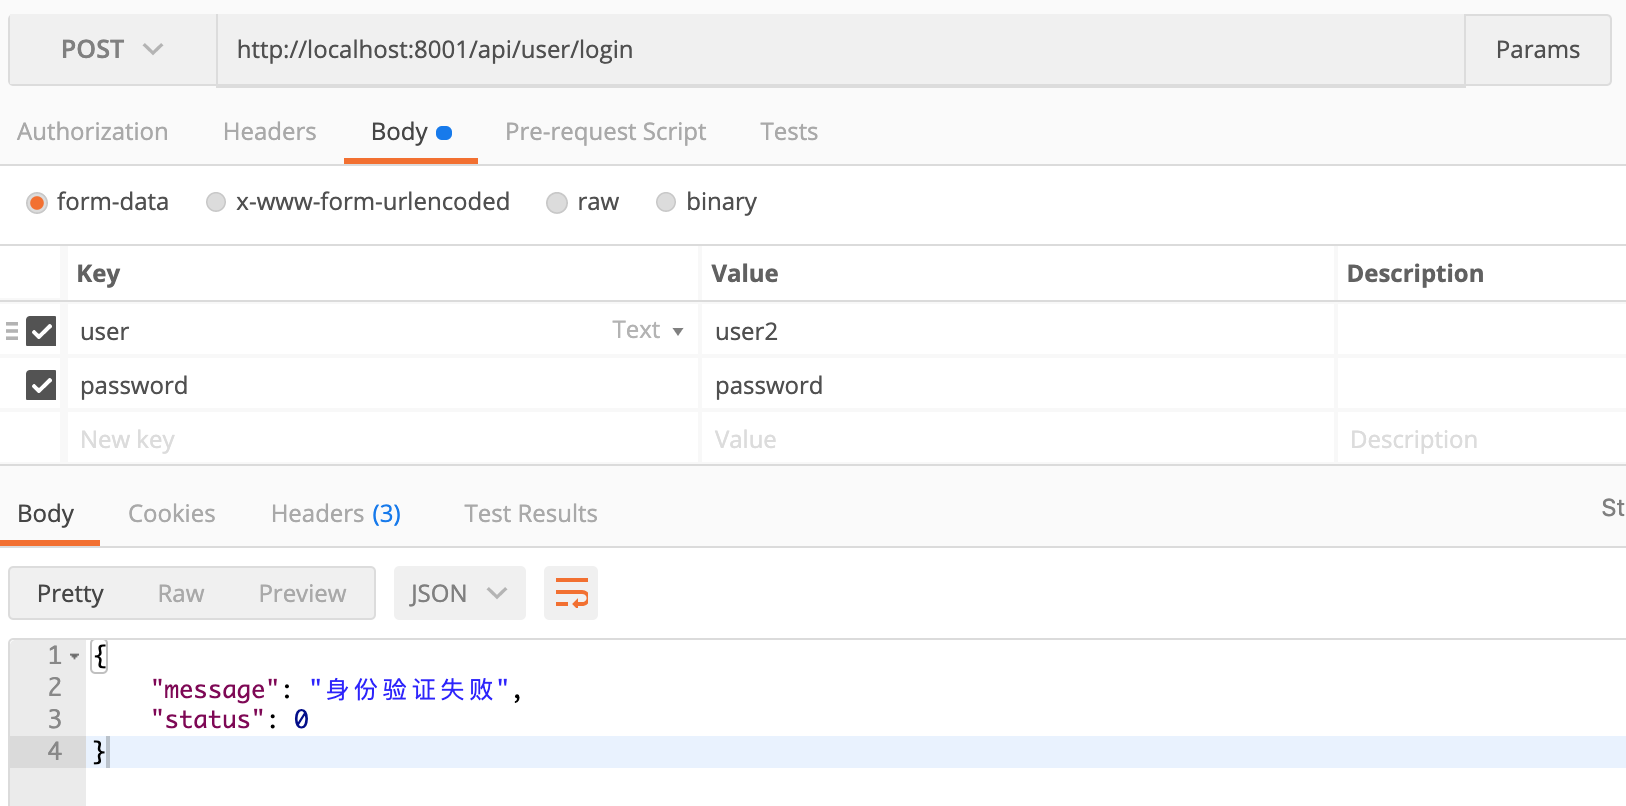 POST http://localhost:8001/api/user/login Params
Authorization Headers Body Pre-request Script Tests
form-data x-www-form-urlencoded raw binary
Key Value Description
user Text user2
password password
New key Value Description
Body Cookies Headers (3) Test Results St
Pretty Raw Preview JSON
1 {
2 "message": "身份验证失败",
3 "status": 0
4 }